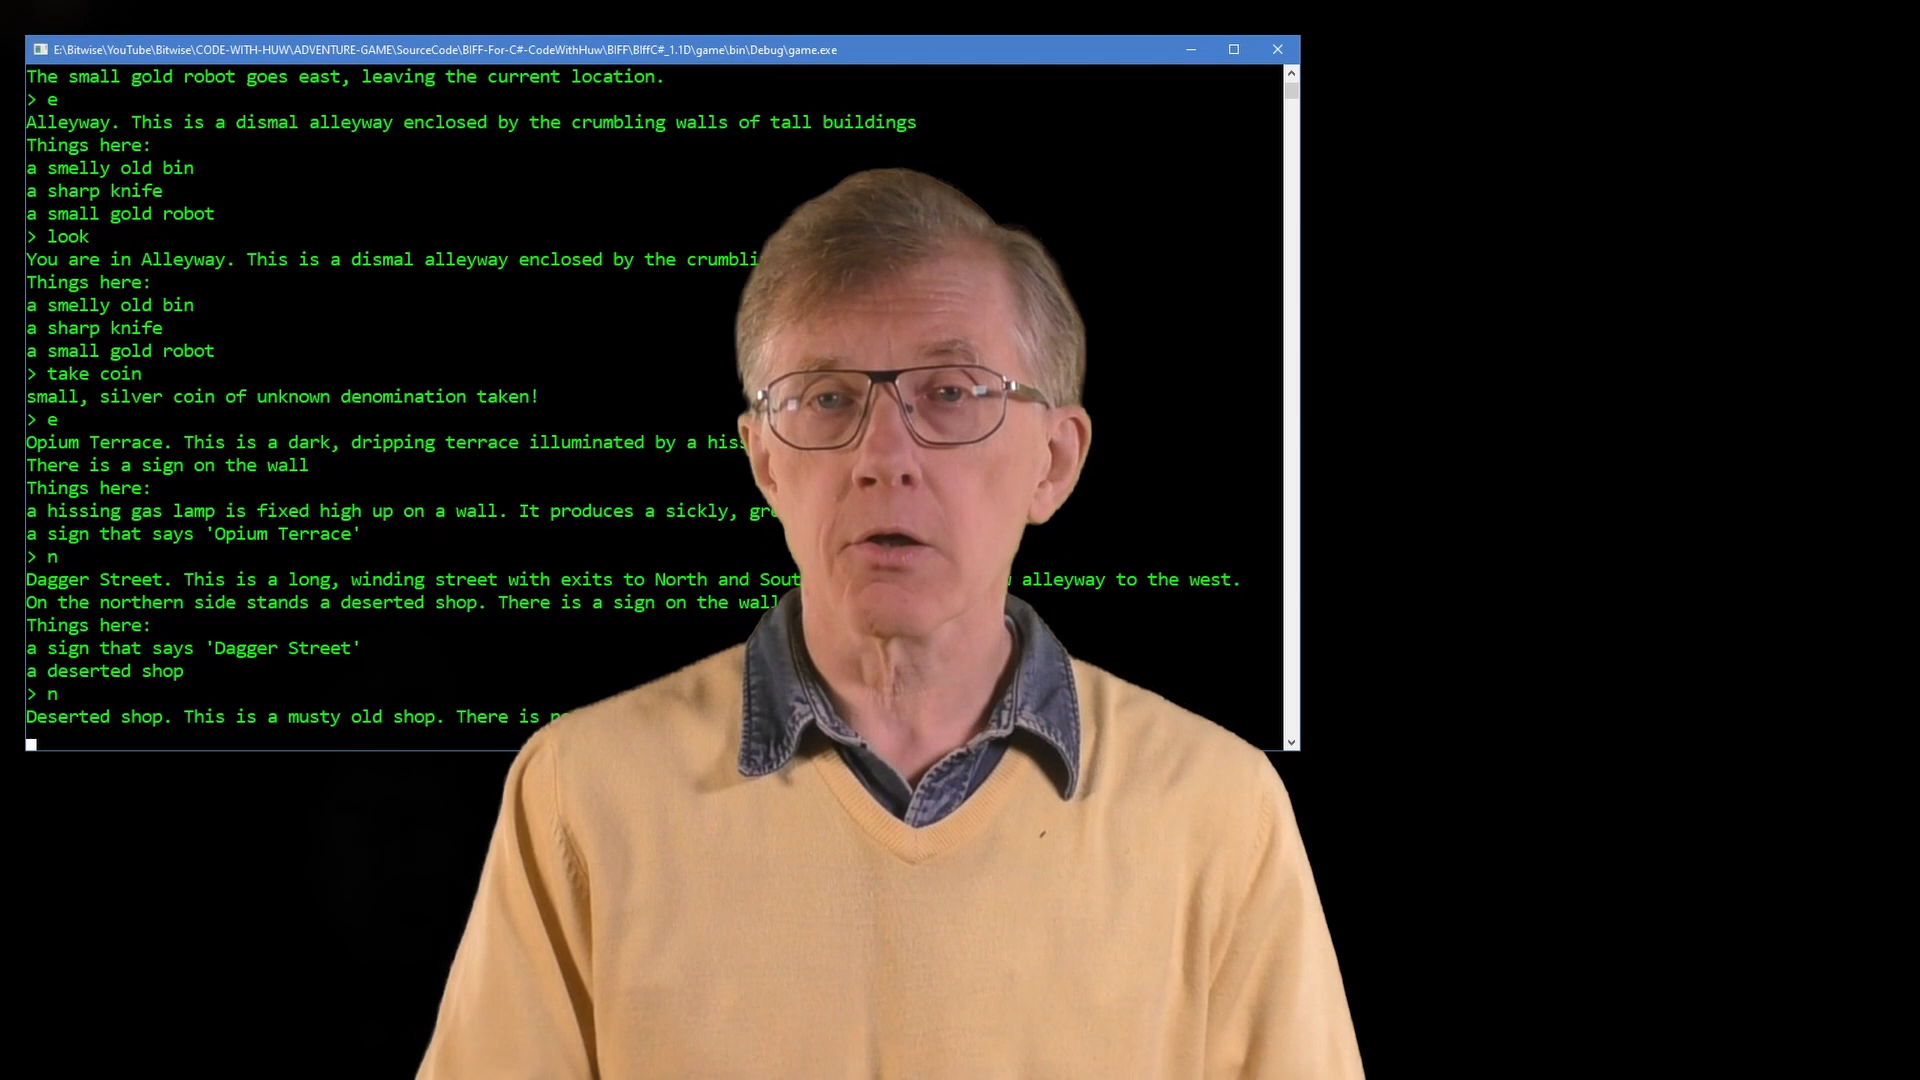 E:\Bitwise\YouTube\Bitwise\CODE-WITH-HUW\ADVENTURE-GAME\SourceCode\BIFF-For-C#-CodeWithHuw\BIFF\BIffC#_1.1D\game\bin\Debug\game.exe
The small gold robot goes east, leaving the current location.
> e
Alleyway. This is a dismal alleyway enclosed by the crumbling walls of tall buildings
Things here:
a smelly old bin
a sharp knife
a small gold robot
> look
You are in Alleyway. This is a dismal alleyway enclosed by the
Things here:
a smelly old bin
a sharp knife
a small gold robot
> take coin
small, silver coin of unknown denomination taken!
> e
Opium Terrace. This is a dark, dripping terrace illuminated by a
There is a sign on the wall
Things here:
a hissing gas lamp is fixed high up on a wall. It produces a sickly,
a sign that says 'Opium Terrace'
> n
Dagger Street. This is a long, winding street with exits to North and alleyway to the west.
On the northern side stands a deserted shop. There is a sign on the wall
Things here:
a sign that says 'Dagger Street'
a deserted shop
> n
Deserted shop. This is a musty old shop. There is